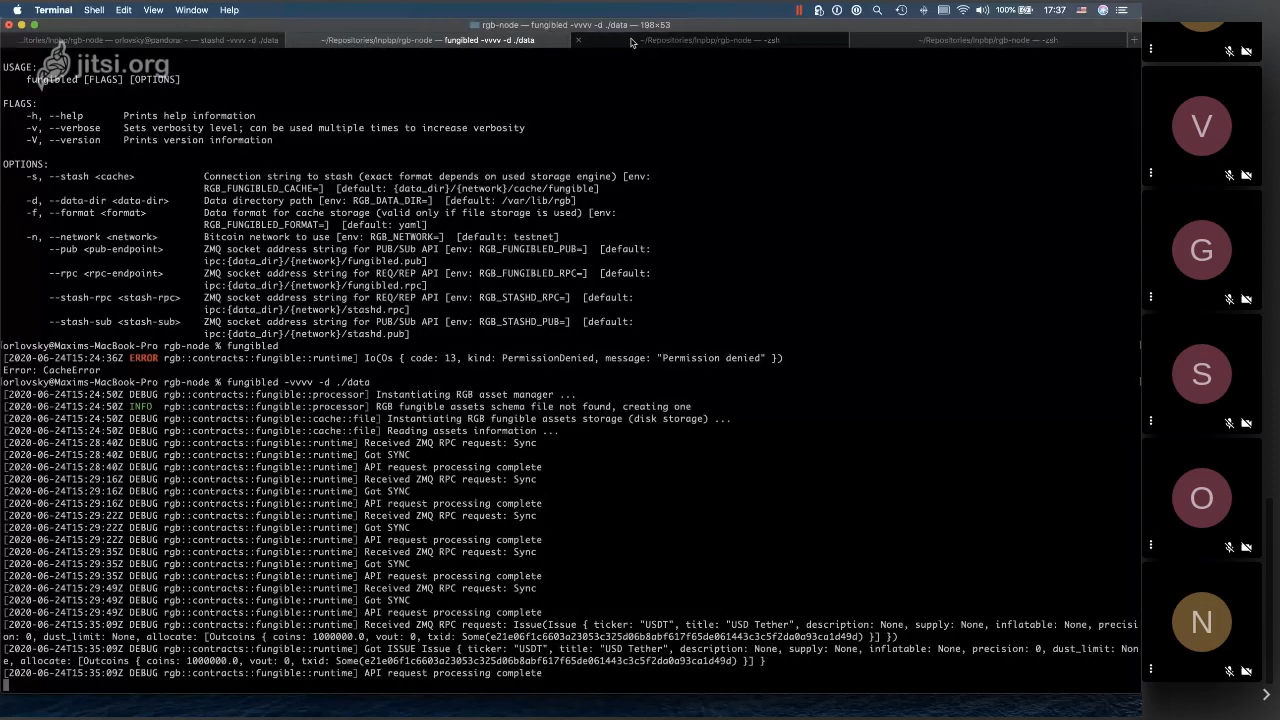 Terminal Shell Edit View Window Help 100% 17:37
rgb-node — fungibled -vvvv -d ./data — 198×53
..itories/lnpbp/rgb-node — orlovsky@pandora: ~ — stashd -vvvv ./data ~/Repositories/lnpbp/rgb-node — fungibled -vvvv -d ./data ~/Repositories/lnpbp/rgb-node — -zsh ~/Repositories/lnpbp/rgb-node — -zsh
jitsi.org
USAGE:
fungibled [FLAGS] [OPTIONS]
FLAGS:
-h, --help Prints help information
-v, --verbose Sets verbosity level; can be used multiple times to increase verbosity
-V, --version Prints version information
OPTIONS:
-s, --stash <cache> Connection string to stash (exact format depends on used storage engine) [env:
RGB_FUNGIBLED_CACHE=] [default: {data_dir}/{network}/cache/fungible]
-d, --data-dir <data-dir> Data directory path [env: RGB_DATA_DIR=] [default: /var/lib/rgb]
-f, --format <format> Data format for cache storage (valid only if file storage is used) [env:
RGB_FUNGIBLED_FORMAT=] [default: yaml]
-n, --network <network> Bitcoin network to use [env: RGB_NETWORK=] [default: testnet]
--pub <pub-endpoint> ZMQ socket address string for PUB/SUb API [env: RGB_FUNGIBLED_PUB=] [default:
ipc:{data_dir}/{network}/fungibled.pub]
--rpc <rpc-endpoint> ZMQ socket address string for REQ/REP API [env: RGB_FUNGIBLED_RPC=] [default:
ipc:{data_dir}/{network}/fungibled.rpc]
--stash-rpc <stash-rpc> ZMQ socket address string for REQ/REP API [env: RGB_STASHD_RPC=] [default:
ipc:{data_dir}/{network}/stashd.rpc]
--stash-sub <stash-sub> ZMQ socket address string for PUB/SUb API [env: RGB_STASHD_PUB=] [default:
ipc:{data_dir}/{network}/stashd.pub]
orlovsky@Maxims-MacBook-Pro rgb-node % fungibled
[2020-06-24T15:24:36Z ERROR rgb::contracts::fungible::runtime] Io(Os { code: 13, kind: PermissionDenied, message: "Permission denied" })
Error: CacheError
orlovsky@Maxims-MacBook-Pro rgb-node % fungibled -vvvv -d ./data
[2020-06-24T15:24:50Z DEBUG rgb::contracts::fungible::processor] Instantiating RGB asset manager ...
[2020-06-24T15:24:50Z INFO rgb::contracts::fungible::processor] RGB fungible assets schema file not found, creating one
[2020-06-24T15:24:50Z DEBUG rgb::contracts::fungible::cache::file] Instantiating RGB fungible assets storage (disk storage) ...
[2020-06-24T15:24:50Z DEBUG rgb::contracts::fungible::cache::file] Reading assets information ...
[2020-06-24T15:28:40Z DEBUG rgb::contracts::fungible::runtime] Received ZMQ RPC request: Sync
[2020-06-24T15:28:40Z DEBUG rgb::contracts::fungible::runtime] Got SYNC
[2020-06-24T15:28:40Z DEBUG rgb::contracts::fungible::runtime] API request processing complete
[2020-06-24T15:29:16Z DEBUG rgb::contracts::fungible::runtime] Received ZMQ RPC request: Sync
[2020-06-24T15:29:16Z DEBUG rgb::contracts::fungible::runtime] Got SYNC
[2020-06-24T15:29:16Z DEBUG rgb::contracts::fungible::runtime] API request processing complete
[2020-06-24T15:29:22Z DEBUG rgb::contracts::fungible::runtime] Received ZMQ RPC request: Sync
[2020-06-24T15:29:22Z DEBUG rgb::contracts::fungible::runtime] Got SYNC
[2020-06-24T15:29:22Z DEBUG rgb::contracts::fungible::runtime] API request processing complete
[2020-06-24T15:29:35Z DEBUG rgb::contracts::fungible::runtime] Received ZMQ RPC request: Sync
[2020-06-24T15:29:35Z DEBUG rgb::contracts::fungible::runtime] Got SYNC
[2020-06-24T15:29:35Z DEBUG rgb::contracts::fungible::runtime] API request processing complete
[2020-06-24T15:29:49Z DEBUG rgb::contracts::fungible::runtime] Received ZMQ RPC request: Sync
[2020-06-24T15:29:49Z DEBUG rgb::contracts::fungible::runtime] Got SYNC
[2020-06-24T15:29:49Z DEBUG rgb::contracts::fungible::runtime] API request processing complete
[2020-06-24T15:35:09Z DEBUG rgb::contracts::fungible::runtime] Received ZMQ RPC request: Issue(Issue { ticker: "USDT", title: "USD Tether", description: None, supply: None, inflatable: None, precisi
on: 0, dust_limit: None, allocate: [Outcoins { coins: 1000000.0, vout: 0, txid: Some(e21e06f1c6603a23053c325d06b8abf617f65de061443c3c5f2da0a93ca1d49d) }] })
[2020-06-24T15:35:09Z DEBUG rgb::contracts::fungible::runtime] Got ISSUE Issue { ticker: "USDT", title: "USD Tether", description: None, supply: None, inflatable: None, precision: 0, dust_limit: Non
e, allocate: [Outcoins { coins: 1000000.0, vout: 0, txid: Some(e21e06f1c6603a23053c325d06b8abf617f65de061443c3c5f2da0a93ca1d49d) }] }
[2020-06-24T15:35:09Z DEBUG rgb::contracts::fungible::runtime] API request processing complete
V
G
S
O
N